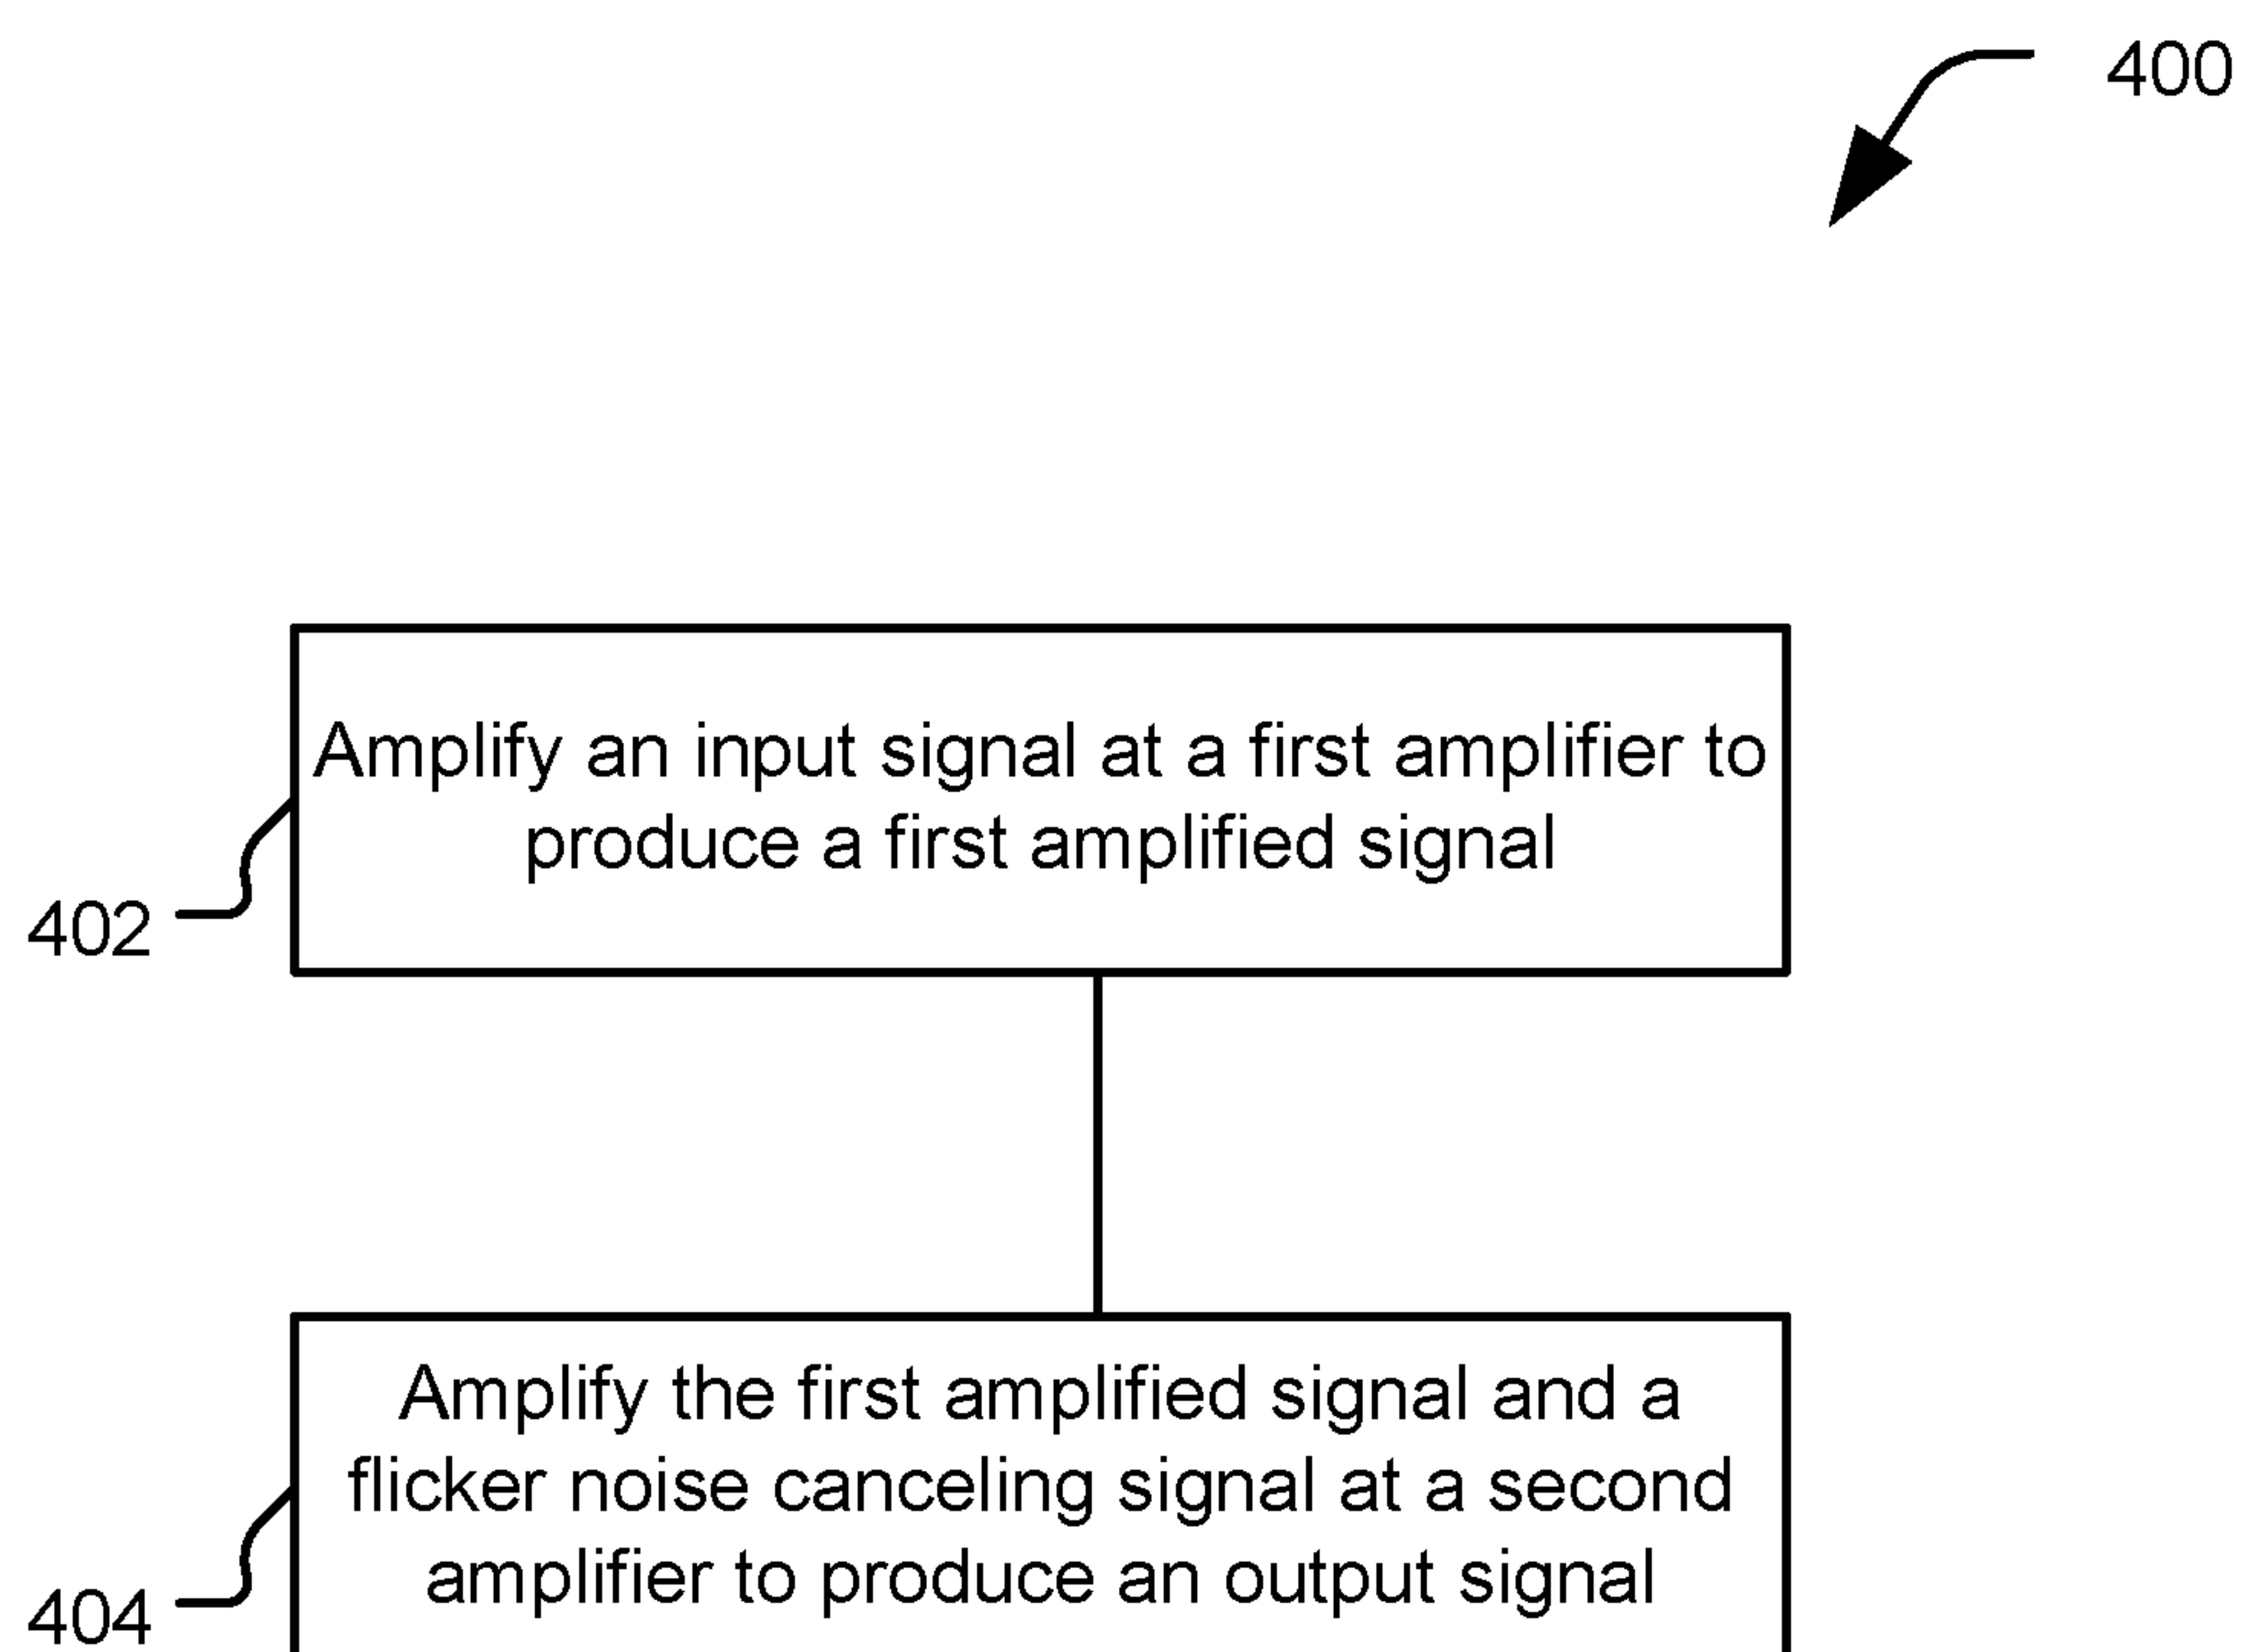 400
Amplify an input signal at a first amplifier to
produce a first amplified signal
402
Amplify the first amplified signal and a
flicker noise canceling signal at a second
amplifier to produce an output signal
404